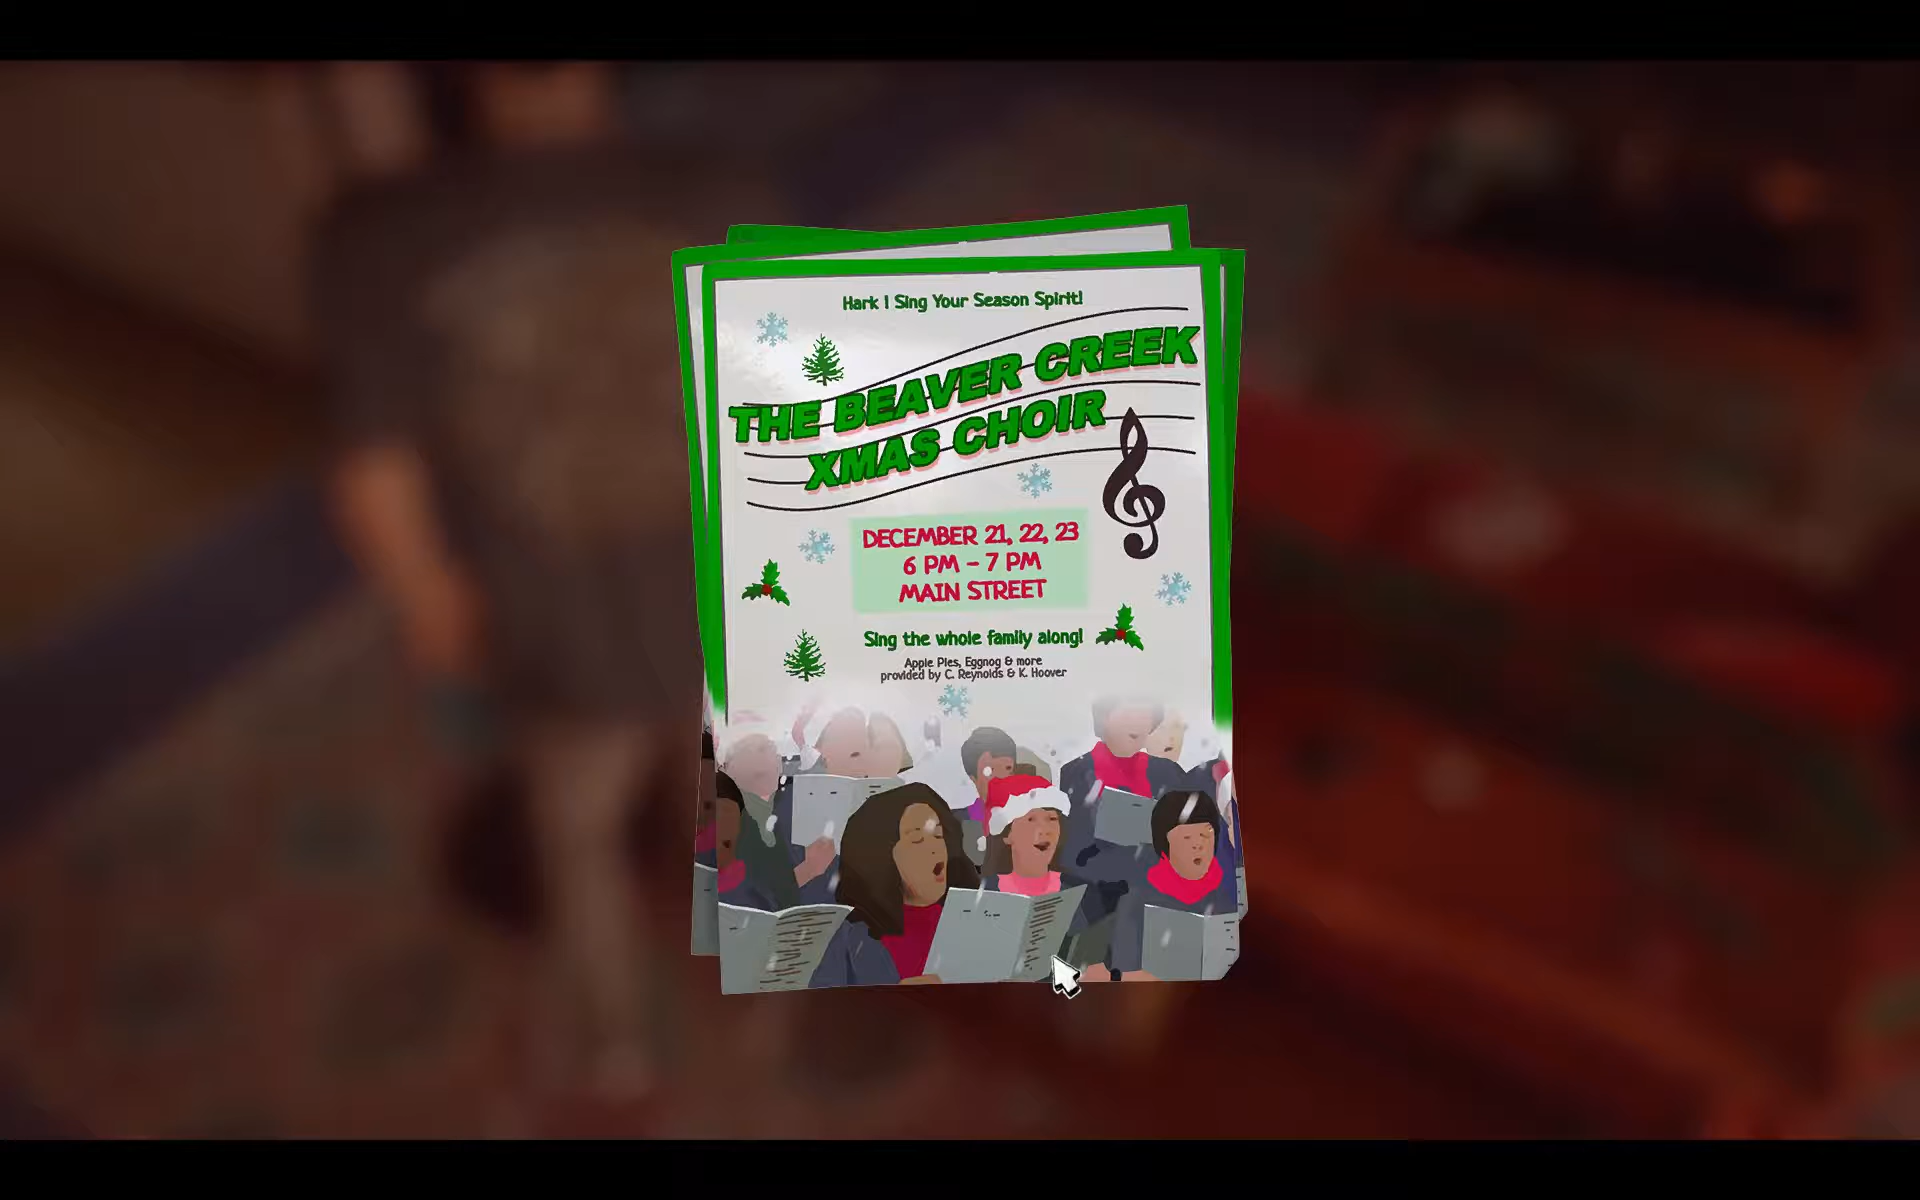 Hark ! Sing Your Season Spirit!
THE BEAVER CREEK
XMAS CHOIR
DECEMBER 21, 22, 23
6 PM - 7 PM
MAIN STREET
Sing the whole family along!
Apple Pies, Eggnog & more
provided by C. Reynolds & K. Hoover